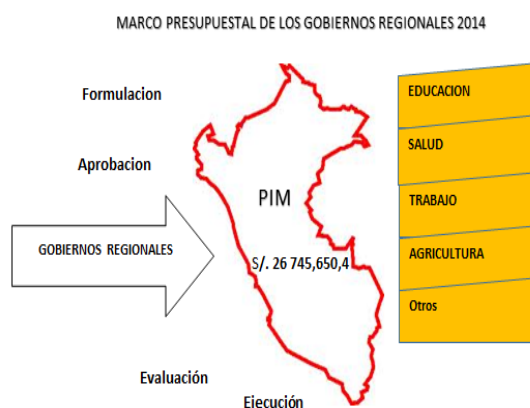 MARCO PRESUPUESTAL DE LOS GOBIERNOS REGIONALES 2014
Formulacion
Aprobacion
GOBIERNOS REGIONALES
PIM
S/. 26 745,650,4
Evaluación
Ejecución
EDUCACION
SALUD
TRABAJO
AGRICULTURA
Otros